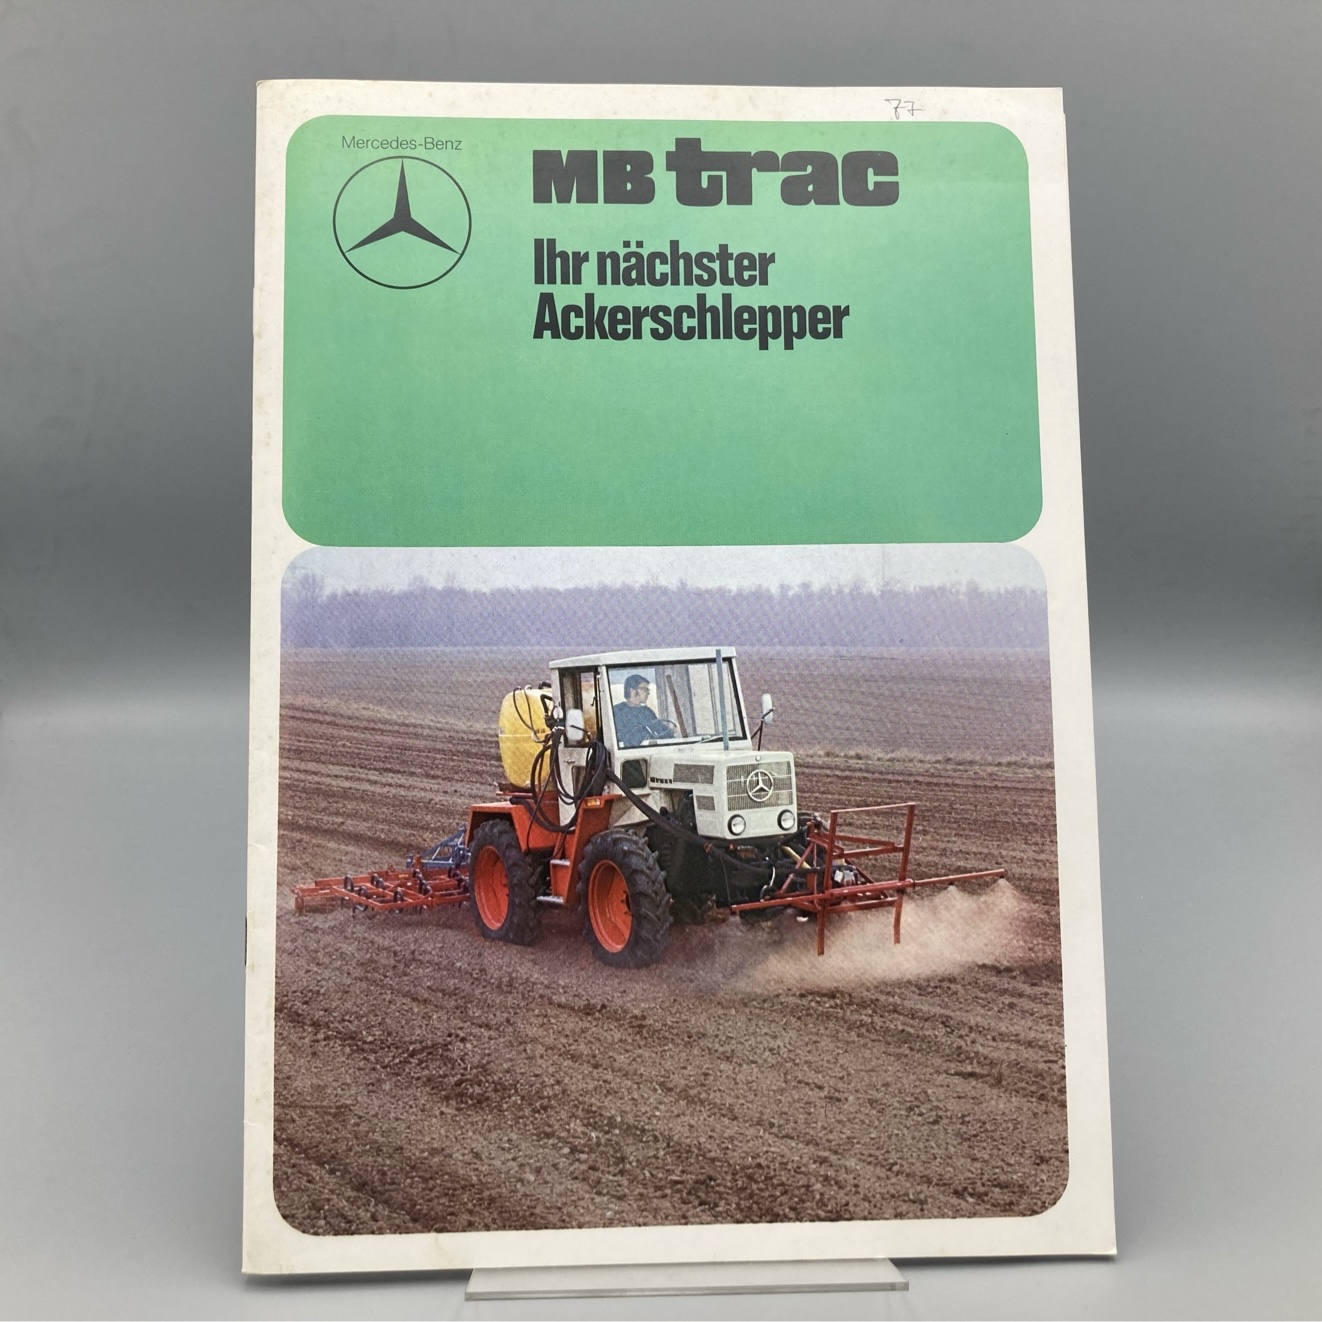 77
Mercedes-Benz
MB trac
Ihr nächster
Ackerschlepper